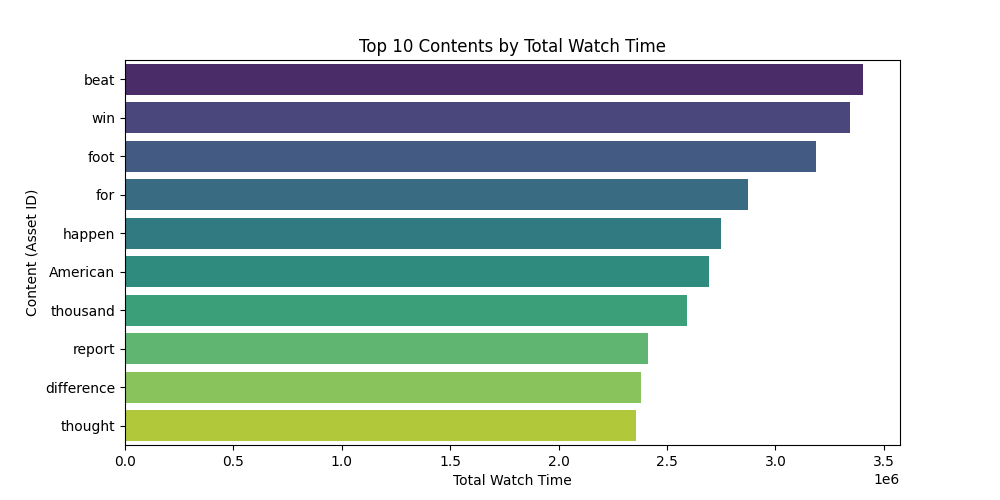 Top 10 Contents by Total Watch Time
Content (Asset ID)
beat
win
foot
for
happen
American
thousand
report
difference
thought
0.0 0.5 1.0 1.5 2.0 2.5 3.0 3.5
1e6
Total Watch Time